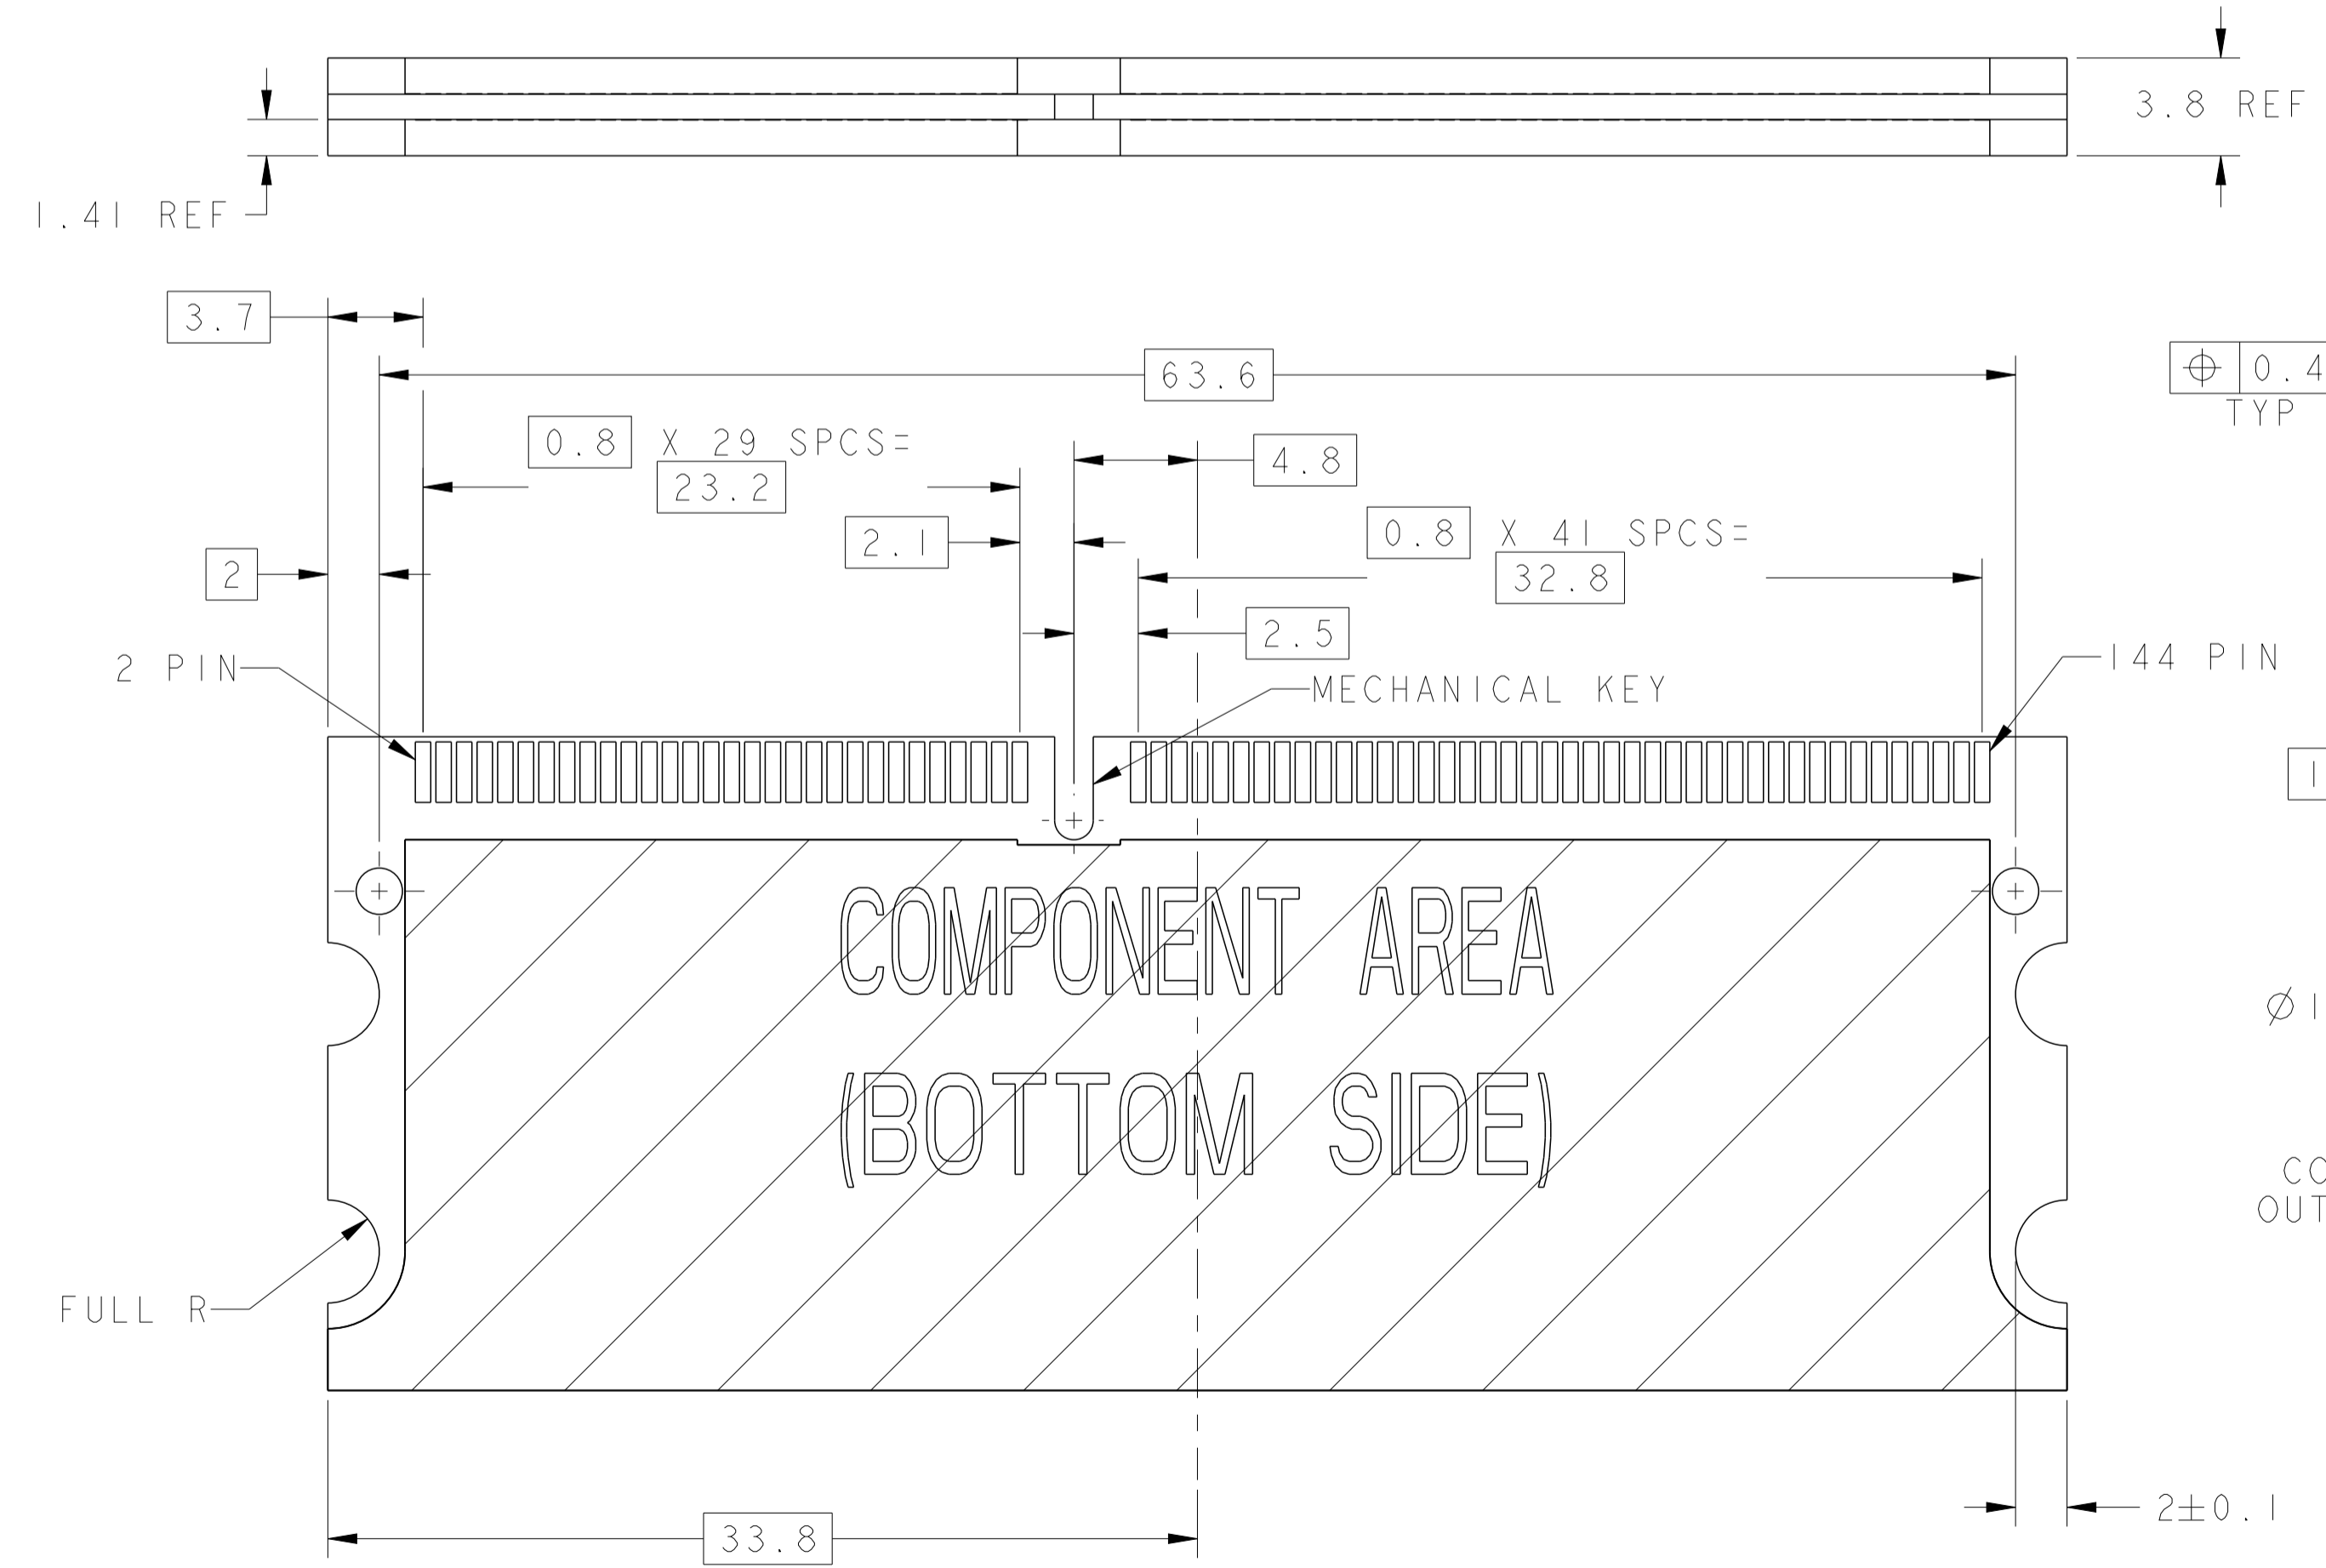 3.8 REF
1.41 REF
3.7
63.6
0.4
TYP
0.8 X 29 SPCS=
23.2
4.8
2.1
0.8 X 41 SPCS=
32.8
2
2.5
2 PIN
144 PIN
MECHANICAL KEY
1
COMPONENT AREA
⌀1
(BOTTOM SIDE)
FULL R
33.8
2±0.1